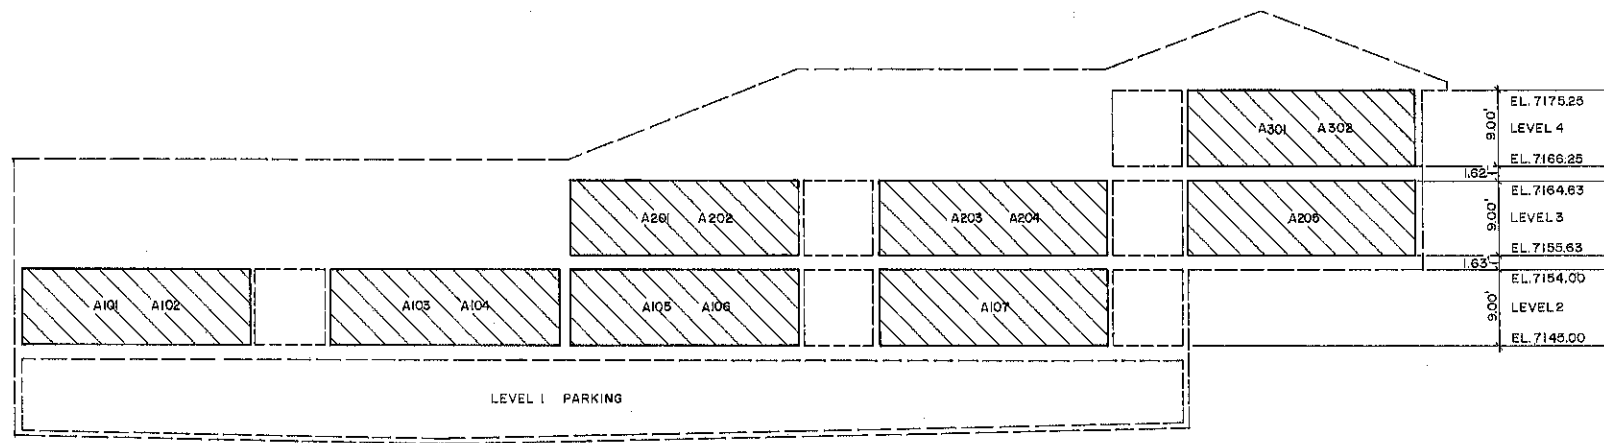 EL. 7175.25
9.00'
LEVEL 4
A301 A302
EL. 7166.25
1.62
EL. 7164.63
9.00'
LEVEL 3
A201 A202
A203 A204
A205
EL. 7155.63
1.63'
EL. 7154.00
9.00'
LEVEL 2
A101 A102
A103 A104
A105 A106
A107
EL. 7145.00
LEVEL 1 PARKING